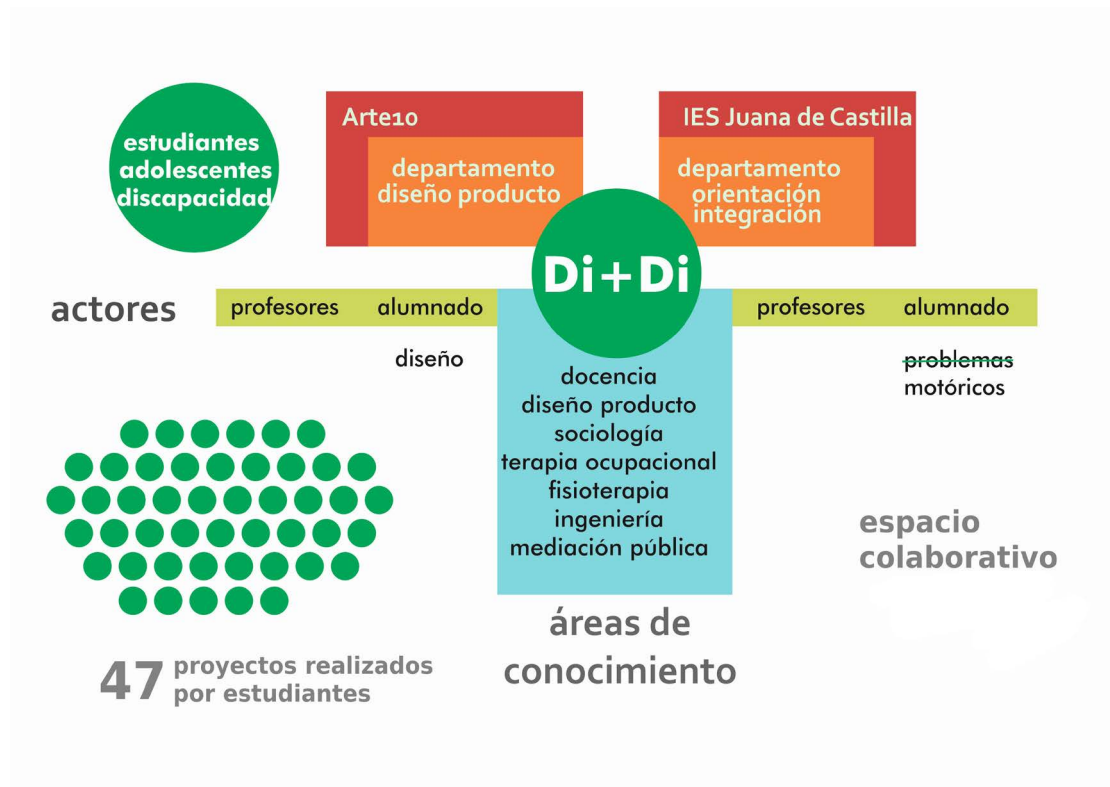 estudiantes
adolescentes
discapacidad
Arte10
departamento
diseño producto
IES Juana de Castilla
departamento
orientación
integración
Di+Di
actores
profesores
alumnado
profesores
alumnado
diseño
problemas
motóricos
docencia
diseño producto
sociología
terapia ocupacional
fisioterapia
ingeniería
mediación pública
espacio
colaborativo
áreas de
conocimiento
47 proyectos realizados
por estudiantes